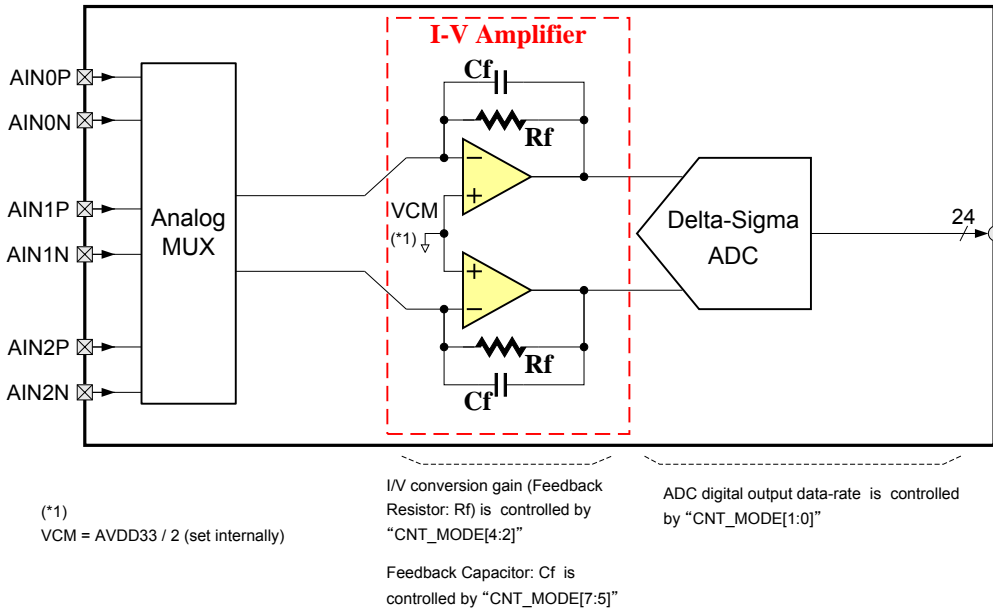 I-V Amplifier
Cf
Rf
AIN0P
AIN0N
AIN1P
AIN1N
AIN2P
AIN2N
Analog
MUX
−
+
VCM
(*1)
+
−
Rf
Cf
Delta-Sigma
ADC
24
(*1)
VCM = AVDD33 / 2 (set internally)
I/V conversion gain (Feedback
Resistor: Rf) is controlled by
“CNT_MODE[4:2]”
Feedback Capacitor: Cf is
controlled by “CNT_MODE[7:5]”
ADC digital output data-rate is controlled
by “CNT_MODE[1:0]”